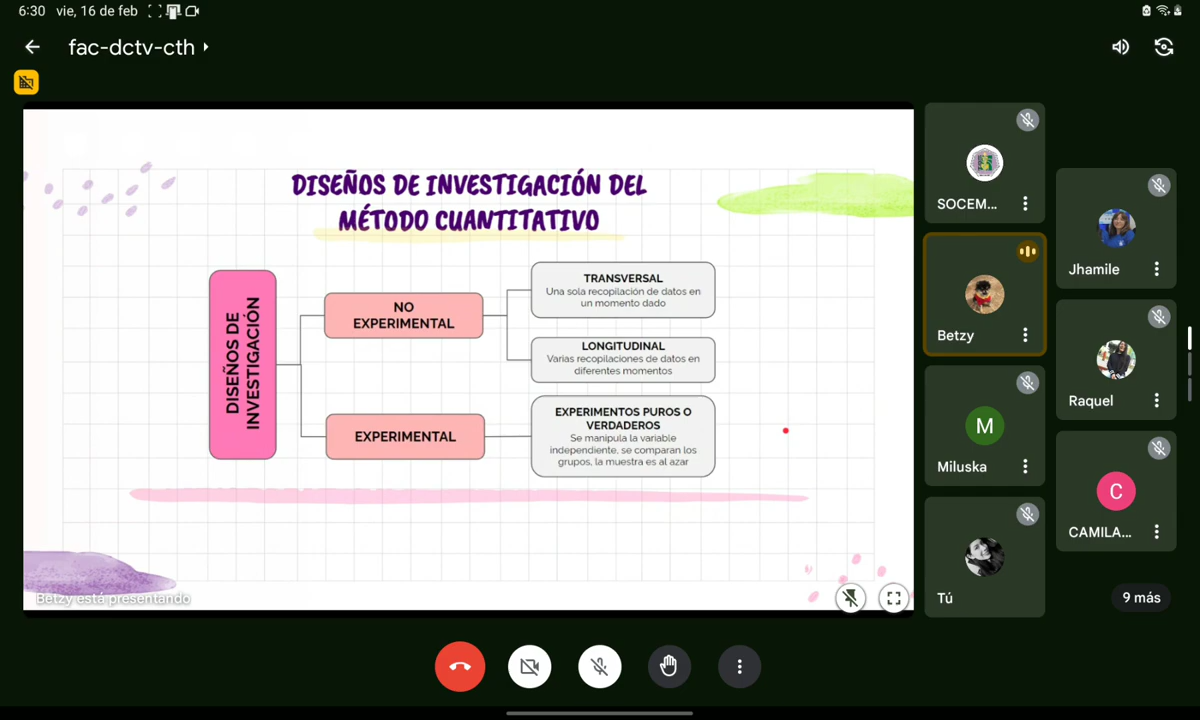 6:30 vie, 16 de feb
fac-dctv-cth
DISEÑOS DE INVESTIGACIÓN DEL
MÉTODO CUANTITATIVO
DISEÑOS DE
INVESTIGACIÓN
NO
EXPERIMENTAL
TRANSVERSAL
Una sola recopilación de datos en
un momento dado
LONGITUDINAL
Varias recopilaciones de datos en
diferentes momentos
EXPERIMENTAL
EXPERIMENTOS PUROS O
VERDADEROS
Se manipula la variable
independiente, se comparan los
grupos, la muestra es al azar
Betzy está presentando
SOCEM...
Betzy
M
Miluska
Tú
Jhamile
Raquel
C
CAMILA...
9 más